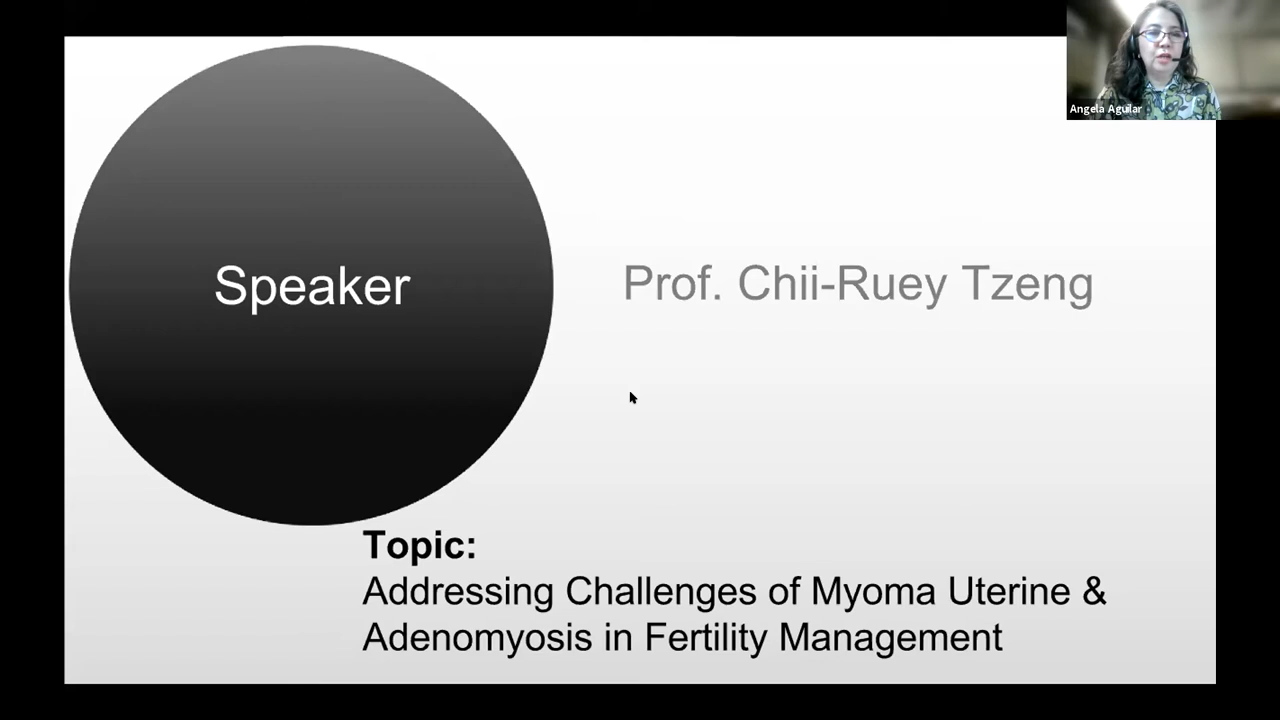 Angela Aguilar
Speaker
Prof. Chii-Ruey Tzeng
Topic:
Addressing Challenges of Myoma Uterine &
Adenomyosis in Fertility Management